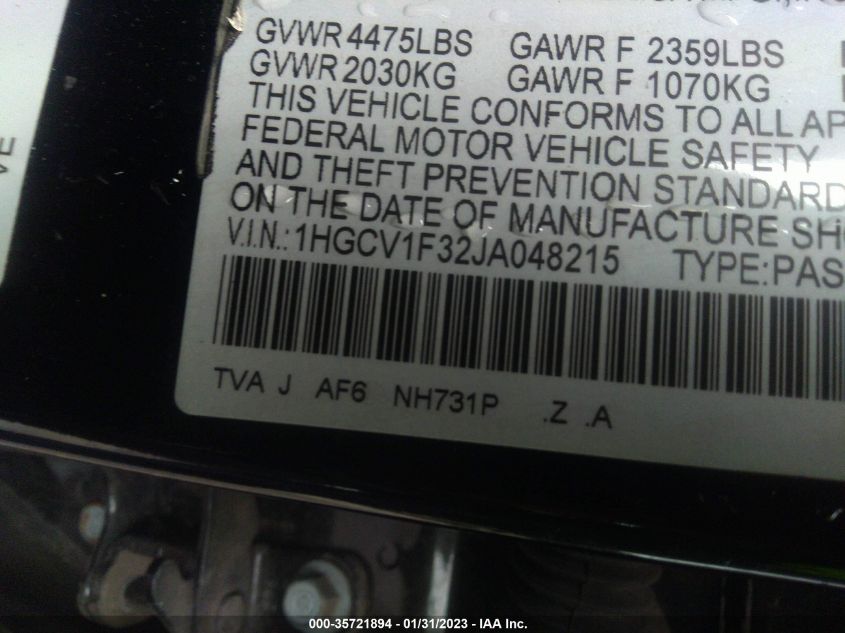 GVWR 4475LBS GAWR F 2359LBS
GVWR 2030KG GAWR F 1070KG
THIS VEHICLE CONFORMS TO ALL AP
FEDERAL MOTOR VEHICLE SAFETY
AND THEFT PREVENTION STANDARD
ON THE DATE OF MANUFACTURE SH
V.I.N.: 1HGCV1F32JA048215 TYPE:PAS
TVA J AF6 NH731P .Z .A
VE
000-35721894 - 01/31/2023 - IAA Inc.